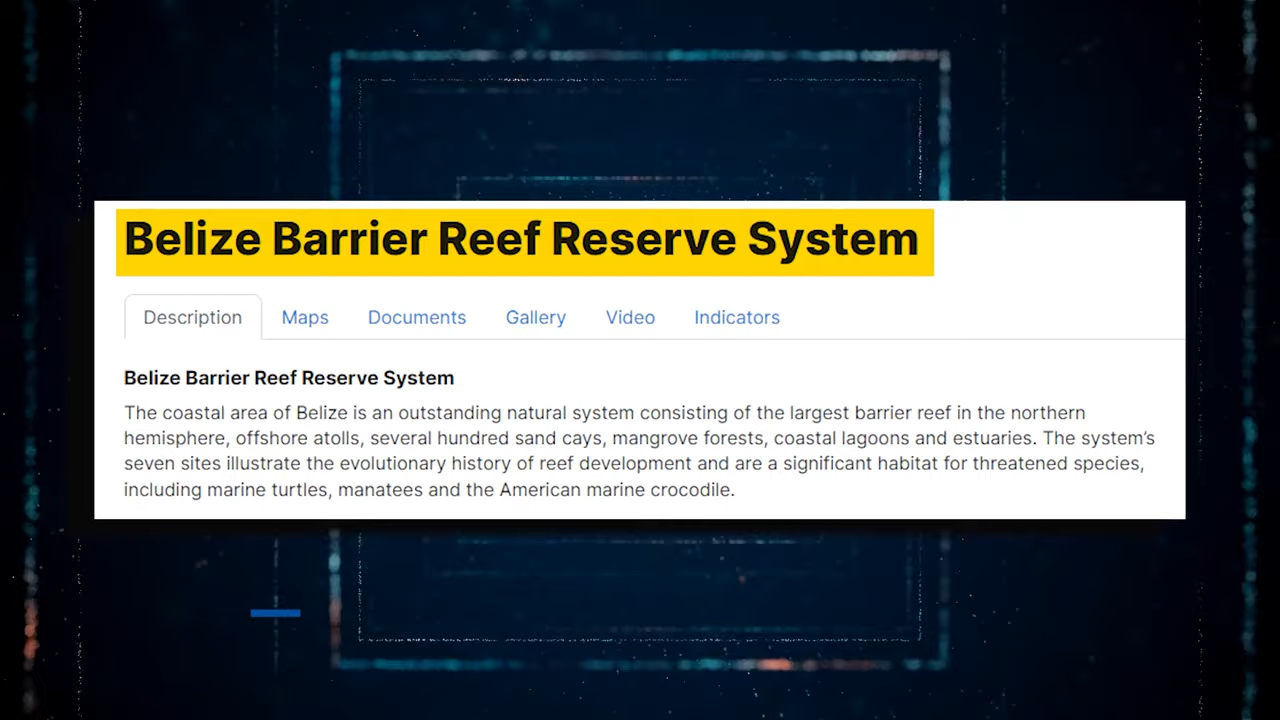 Belize Barrier Reef Reserve System
Description Maps Documents Gallery Video Indicators
Belize Barrier Reef Reserve System
The coastal area of Belize is an outstanding natural system consisting of the largest barrier reef in the northern
hemisphere, offshore atolls, several hundred sand cays, mangrove forests, coastal lagoons and estuaries. The system’s
seven sites illustrate the evolutionary history of reef development and are a significant habitat for threatened species,
including marine turtles, manatees and the American marine crocodile.